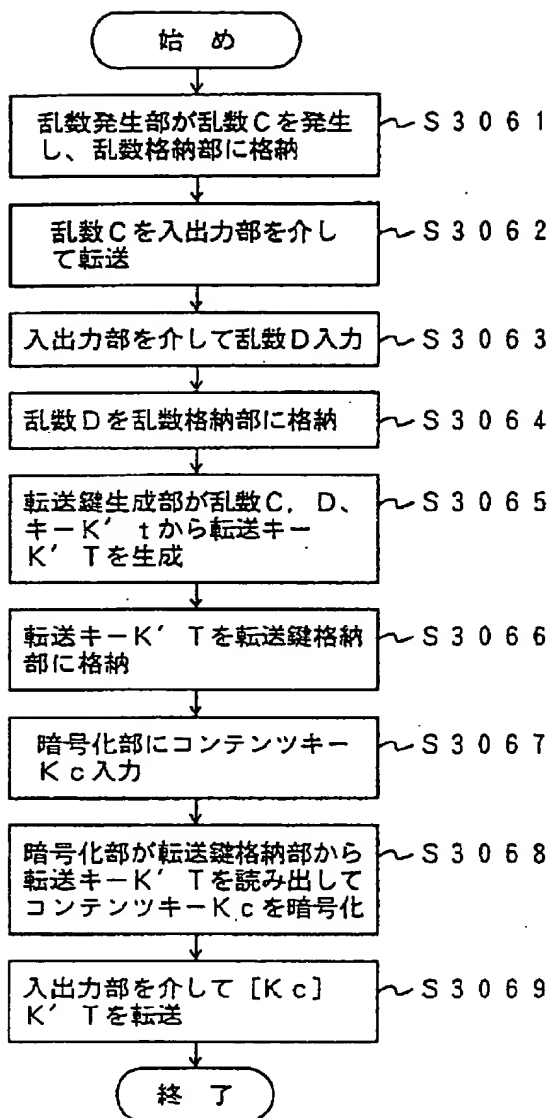 始め
乱数発生部が乱数Cを発生 S3061
し、乱数格納部に格納
乱数Cを入出力部を介し S3062
て転送
入出力部を介して乱数D入力 S3063
乱数Dを乱数格納部に格納 S3064
転送鍵生成部が乱数C，D、 S3065
キーK′tから転送キー
K′Tを生成
転送キーK′Tを転送鍵格納 S3066
部に格納
暗号化部にコンテンツキー S3067
Kc入力
暗号化部が転送鍵格納部から S3068
転送キーK′Tを読み出して
コンテンツキーKcを暗号化
入出力部を介して［Kc］ S3069
K′Tを転送
終了